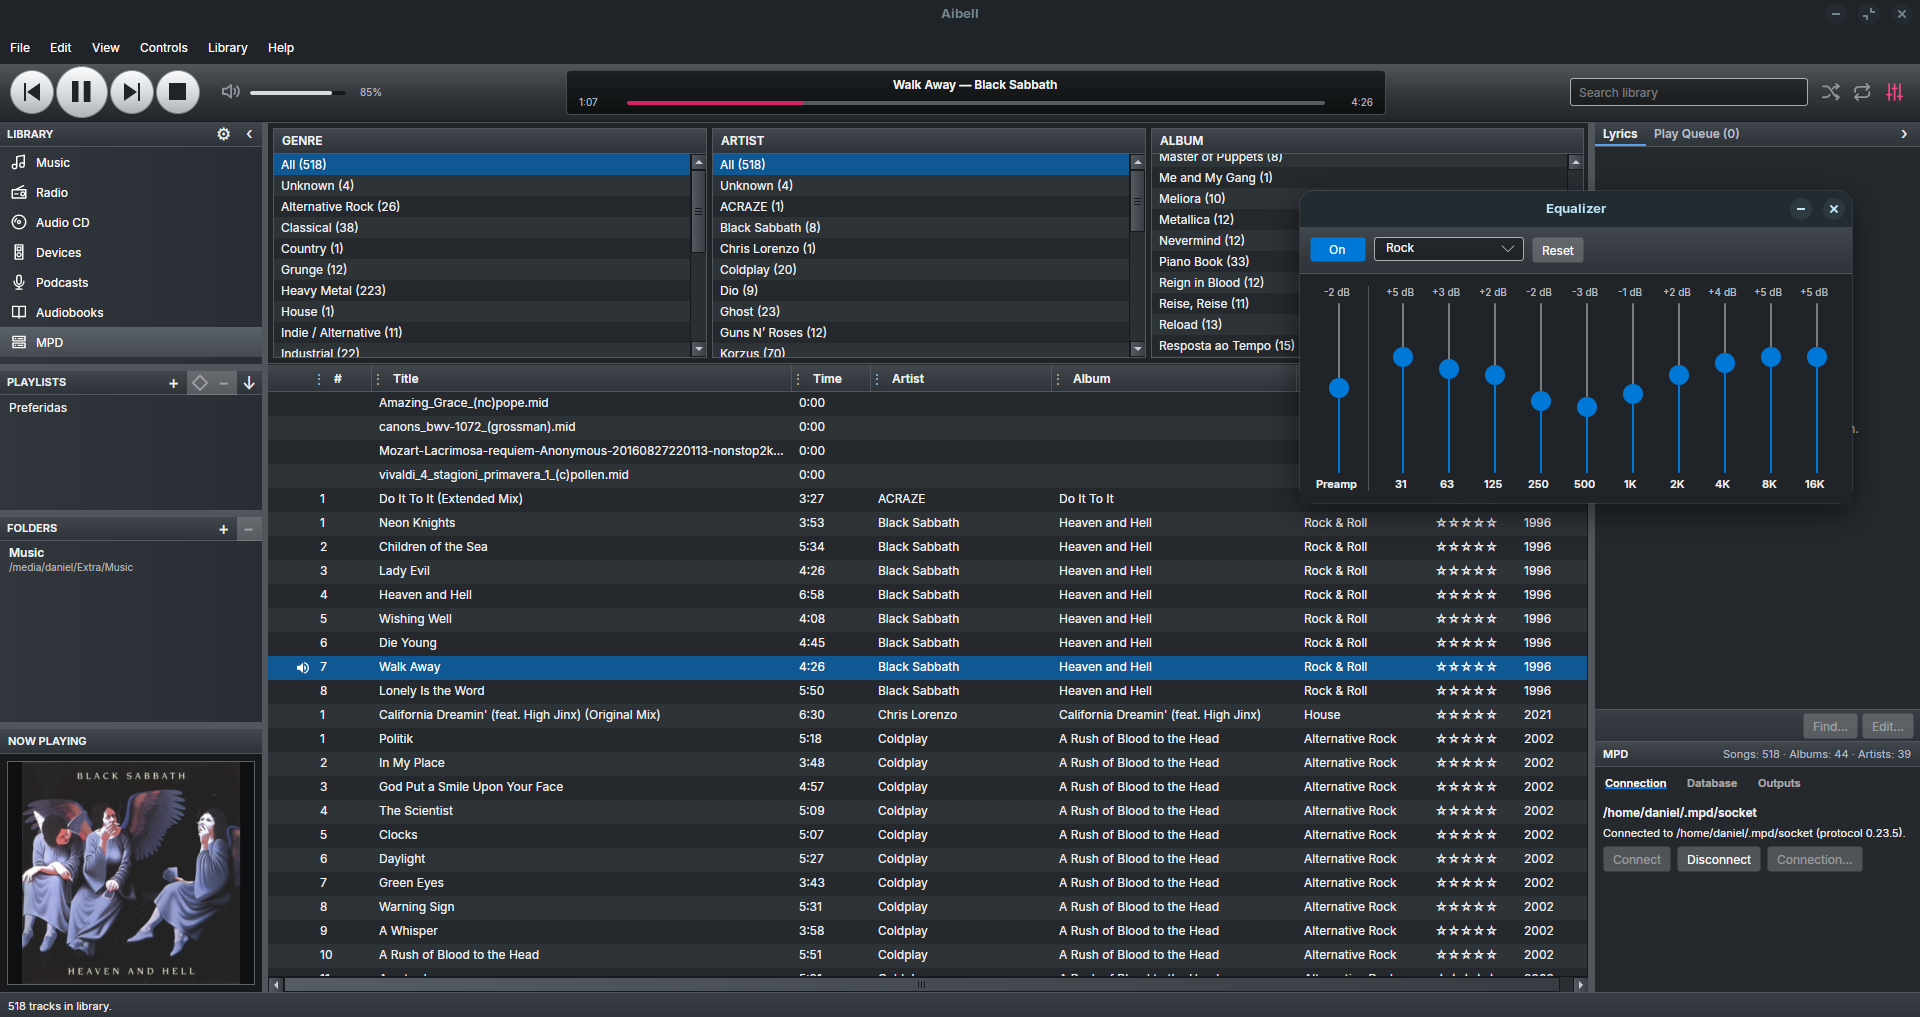 Aibell
File Edit View Controls Library Help
85%
Walk Away — Black Sabbath
1:07 4:26
Search library
LIBRARY
Music
Radio
Audio CD
Devices
Podcasts
Audiobooks
MPD
PLAYLISTS
Preferidas
FOLDERS
Music
/media/daniel/Extra/Music
NOW PLAYING
BLACK SABBATH
HEAVEN AND HELL
GENRE
All (518)
Unknown (4)
Alternative Rock (26)
Classical (38)
Country (1)
Grunge (12)
Heavy Metal (223)
House (1)
Indie / Alternative (11)
Industrial (22)
ARTIST
All (518)
Unknown (4)
ACRAZE (1)
Black Sabbath (8)
Chris Lorenzo (1)
Coldplay (20)
Dio (9)
Ghost (23)
Guns N’ Roses (12)
Korzus (70)
ALBUM
Master of Puppets (8)
Me and My Gang (1)
Meliora (10)
Metallica (12)
Nevermind (12)
Piano Book (33)
Reign in Blood (12)
Reise, Reise (11)
Reload (13)
Resposta ao Tempo (15)
# Title Time Artist Album
Amazing_Grace_(nc)pope.mid 0:00
canons_bwv-1072_(grossman).mid 0:00
Mozart-Lacrimosa-requiem-Anonymous-20160827220113-nonstop2k... 0:00
vivaldi_4_stagioni_primavera_1_(c)pollen.mid 0:00
1 Do It To It (Extended Mix) 3:27 ACRAZE Do It To It
1 Neon Knights 3:53 Black Sabbath Heaven and Hell Rock & Roll ☆☆☆☆☆ 1996
2 Children of the Sea 5:34 Black Sabbath Heaven and Hell Rock & Roll ☆☆☆☆☆ 1996
3 Lady Evil 4:26 Black Sabbath Heaven and Hell Rock & Roll ☆☆☆☆☆ 1996
4 Heaven and Hell 6:58 Black Sabbath Heaven and Hell Rock & Roll ☆☆☆☆☆ 1996
5 Wishing Well 4:08 Black Sabbath Heaven and Hell Rock & Roll ☆☆☆☆☆ 1996
6 Die Young 4:45 Black Sabbath Heaven and Hell Rock & Roll ☆☆☆☆☆ 1996
7 Walk Away 4:26 Black Sabbath Heaven and Hell Rock & Roll ☆☆☆☆☆ 1996
8 Lonely Is the Word 5:50 Black Sabbath Heaven and Hell Rock & Roll ☆☆☆☆☆ 1996
1 California Dreamin' (feat. High Jinx) (Original Mix) 6:30 Chris Lorenzo California Dreamin' (feat. High Jinx) House ☆☆☆☆☆ 2021
1 Politik 5:18 Coldplay A Rush of Blood to the Head Alternative Rock ☆☆☆☆☆ 2002
2 In My Place 3:48 Coldplay A Rush of Blood to the Head Alternative Rock ☆☆☆☆☆ 2002
3 God Put a Smile Upon Your Face 4:57 Coldplay A Rush of Blood to the Head Alternative Rock ☆☆☆☆☆ 2002
4 The Scientist 5:09 Coldplay A Rush of Blood to the Head Alternative Rock ☆☆☆☆☆ 2002
5 Clocks 5:07 Coldplay A Rush of Blood to the Head Alternative Rock ☆☆☆☆☆ 2002
6 Daylight 5:27 Coldplay A Rush of Blood to the Head Alternative Rock ☆☆☆☆☆ 2002
7 Green Eyes 3:43 Coldplay A Rush of Blood to the Head Alternative Rock ☆☆☆☆☆ 2002
8 Warning Sign 5:31 Coldplay A Rush of Blood to the Head Alternative Rock ☆☆☆☆☆ 2002
9 A Whisper 3:58 Coldplay A Rush of Blood to the Head Alternative Rock ☆☆☆☆☆ 2002
10 A Rush of Blood to the Head 5:51 Coldplay A Rush of Blood to the Head Alternative Rock ☆☆☆☆☆ 2002
Equalizer
On Rock Reset
-2 dB +5 dB +3 dB +2 dB -2 dB -3 dB -1 dB +2 dB +4 dB +5 dB +5 dB
Preamp 31 63 125 250 500 1K 2K 4K 8K 16K
Lyrics Play Queue (0)
Find... Edit...
MPD Songs: 518 · Albums: 44 · Artists: 39
Connection Database Outputs
/home/daniel/.mpd/socket
Connected to /home/daniel/.mpd/socket (protocol 0.23.5).
Connect Disconnect Connection...
518 tracks in library.